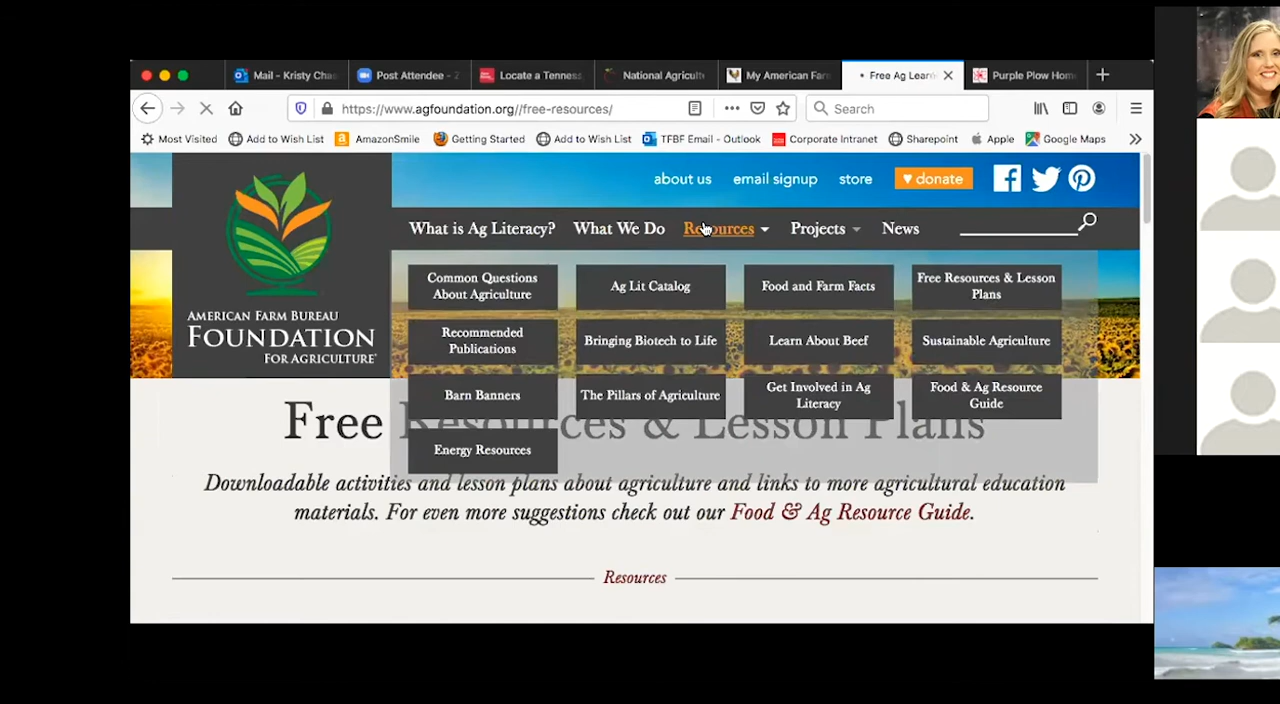 Mail - Kristy Cha
Post Attendee - Z
Locate a Tenness
National Agricult
My American Far
Free Ag Lear
Purple Plow Hom
https://www.agfoundation.org//free-resources/
Search
Most Visited
Add to Wish List
AmazonSmile
Getting Started
Add to Wish List
TFBF Email - Outlook
Corporate Intranet
Sharepoint
Apple
Google Maps
about us
email signup
store
donate
What is Ag Literacy?
What We Do
Resources
Projects
News
AMERICAN FARM BUREAU
FOUNDATION
FOR AGRICULTURE®
Common Questions
About Agriculture
Ag Lit Catalog
Food and Farm Facts
Free Resources & Lesson
Plans
Recommended
Publications
Bringing Biotech to Life
Learn About Beef
Sustainable Agriculture
Barn Banners
The Pillars of Agriculture
Get Involved in Ag
Literacy
Food & Ag Resource
Guide
Energy Resources
Free Resources & Lesson Plans
Downloadable activities and lesson plans about agriculture and links to more agricultural education
materials. For even more suggestions check out our Food & Ag Resource Guide.
Resources